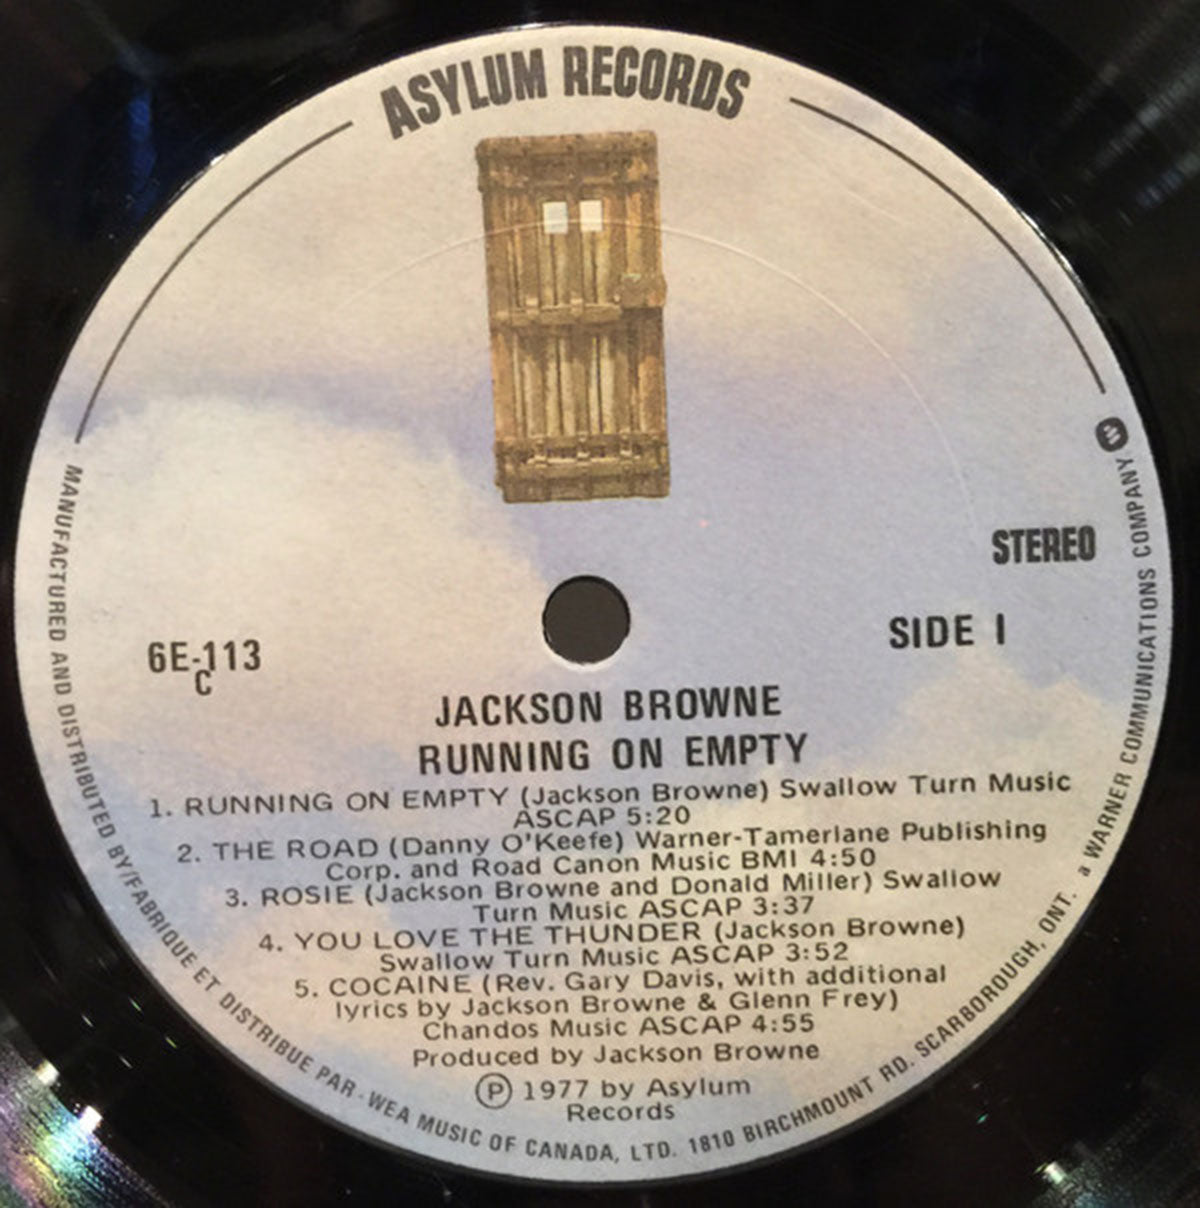 ASYLUM RECORDS
STEREO
6E-113
C
SIDE 1
JACKSON BROWNE
RUNNING ON EMPTY
1. RUNNING ON EMPTY (Jackson Browne) Swallow Turn Music
ASCAP 5:20
2. THE ROAD (Danny O'Keefe) Warner-Tamerlane Publishing
Corp. and Road Canon Music BMI 4:50
3. ROSIE (Jackson Browne and Donald Miller) Swallow
Turn Music ASCAP 3:37
4. YOU LOVE THE THUNDER (Jackson Browne)
Swallow Turn Music ASCAP 3:52
5. COCAINE (Rev. Gary Davis, with additional
lyrics by Jackson Browne & Glenn Frey)
Chandos Music ASCAP 4:55
Produced by Jackson Browne
Ⓟ 1977 by Asylum
Records
MANUFACTURED AND DISTRIBUTED BY/FABRIQUE ET DISTRIBUE PAR - WEA MUSIC OF CANADA, LTD. 1810 BIRCHMOUNT RD. SCARBOROUGH, ONT. a WARNER COMMUNICATIONS COMPANY